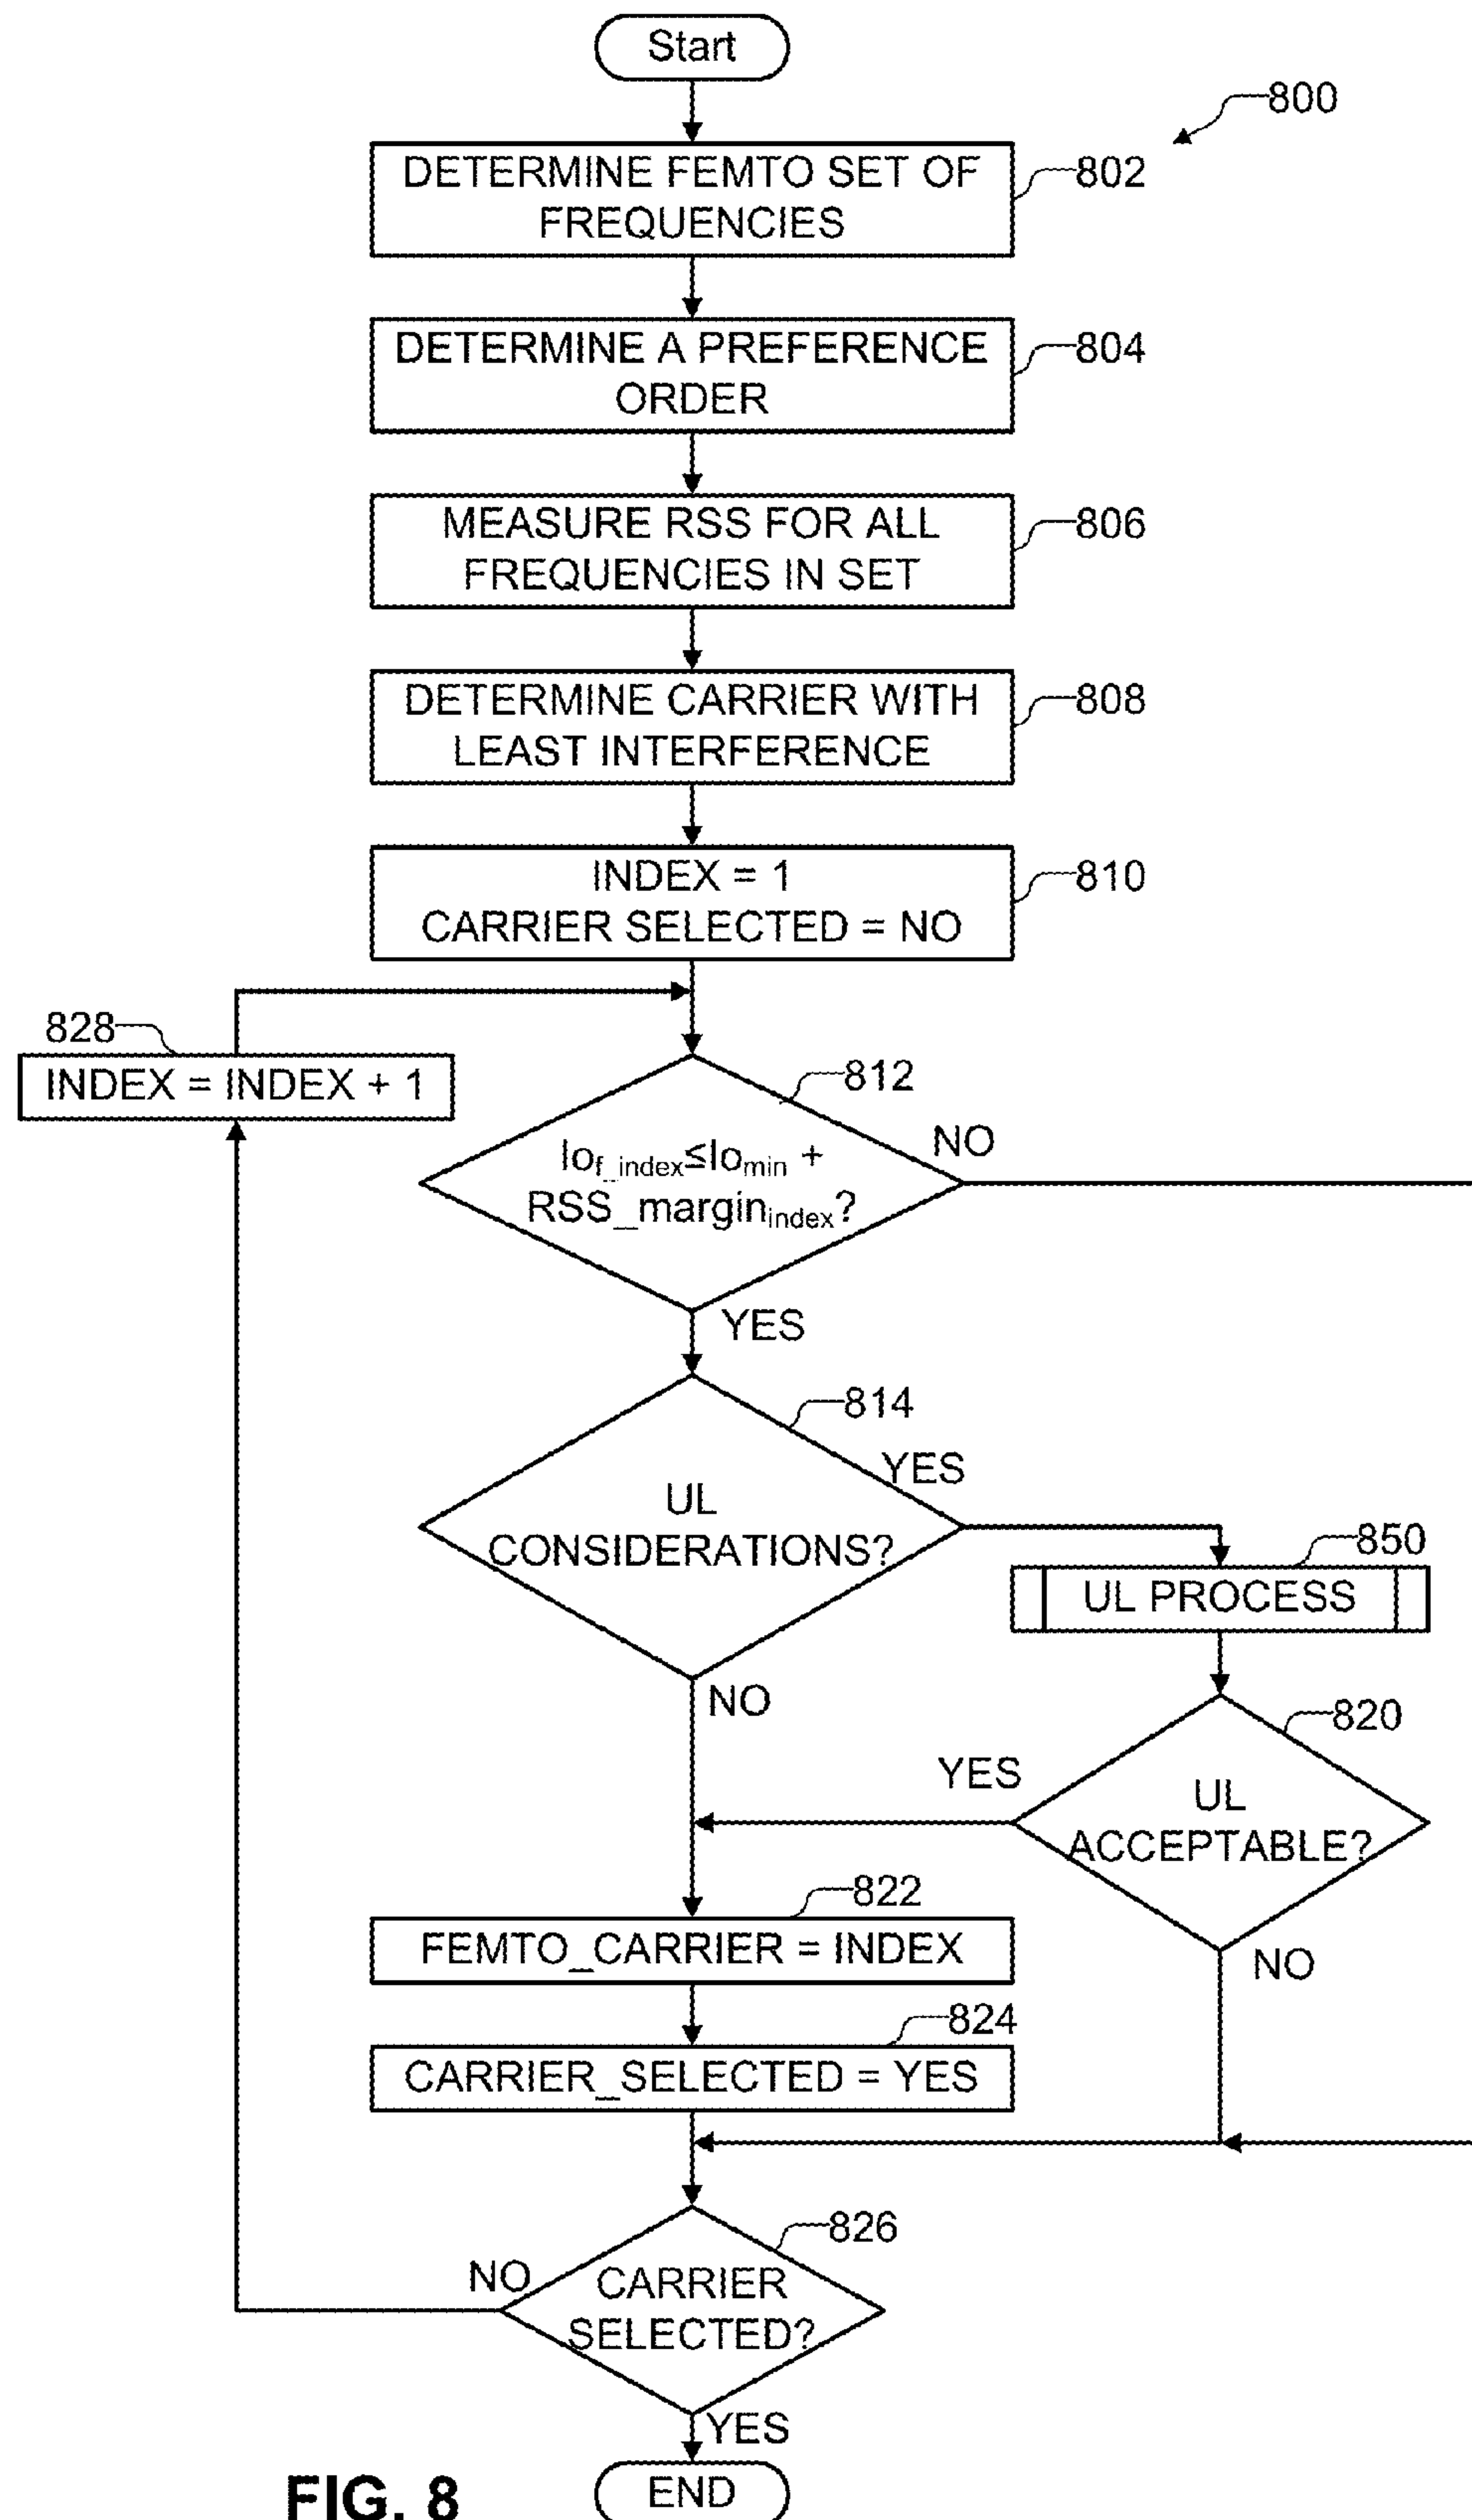 Start
800
DETERMINE FEMTO SET OF
FREQUENCIES
802
DETERMINE A PREFERENCE
ORDER
804
MEASURE RSS FOR ALL
FREQUENCIES IN SET
806
DETERMINE CARRIER WITH
LEAST INTERFERENCE
808
INDEX = 1
CARRIER SELECTED = NO
810
828
INDEX = INDEX + 1
812
Io_f_index≤Io_min +
RSS_margin_index?
NO
YES
814
UL
CONSIDERATIONS?
YES
NO
850
UL PROCESS
820
UL
ACCEPTABLE?
YES
NO
822
FEMTO_CARRIER = INDEX
824
CARRIER_SELECTED = YES
826
CARRIER
SELECTED?
NO
YES
END
FIG. 8